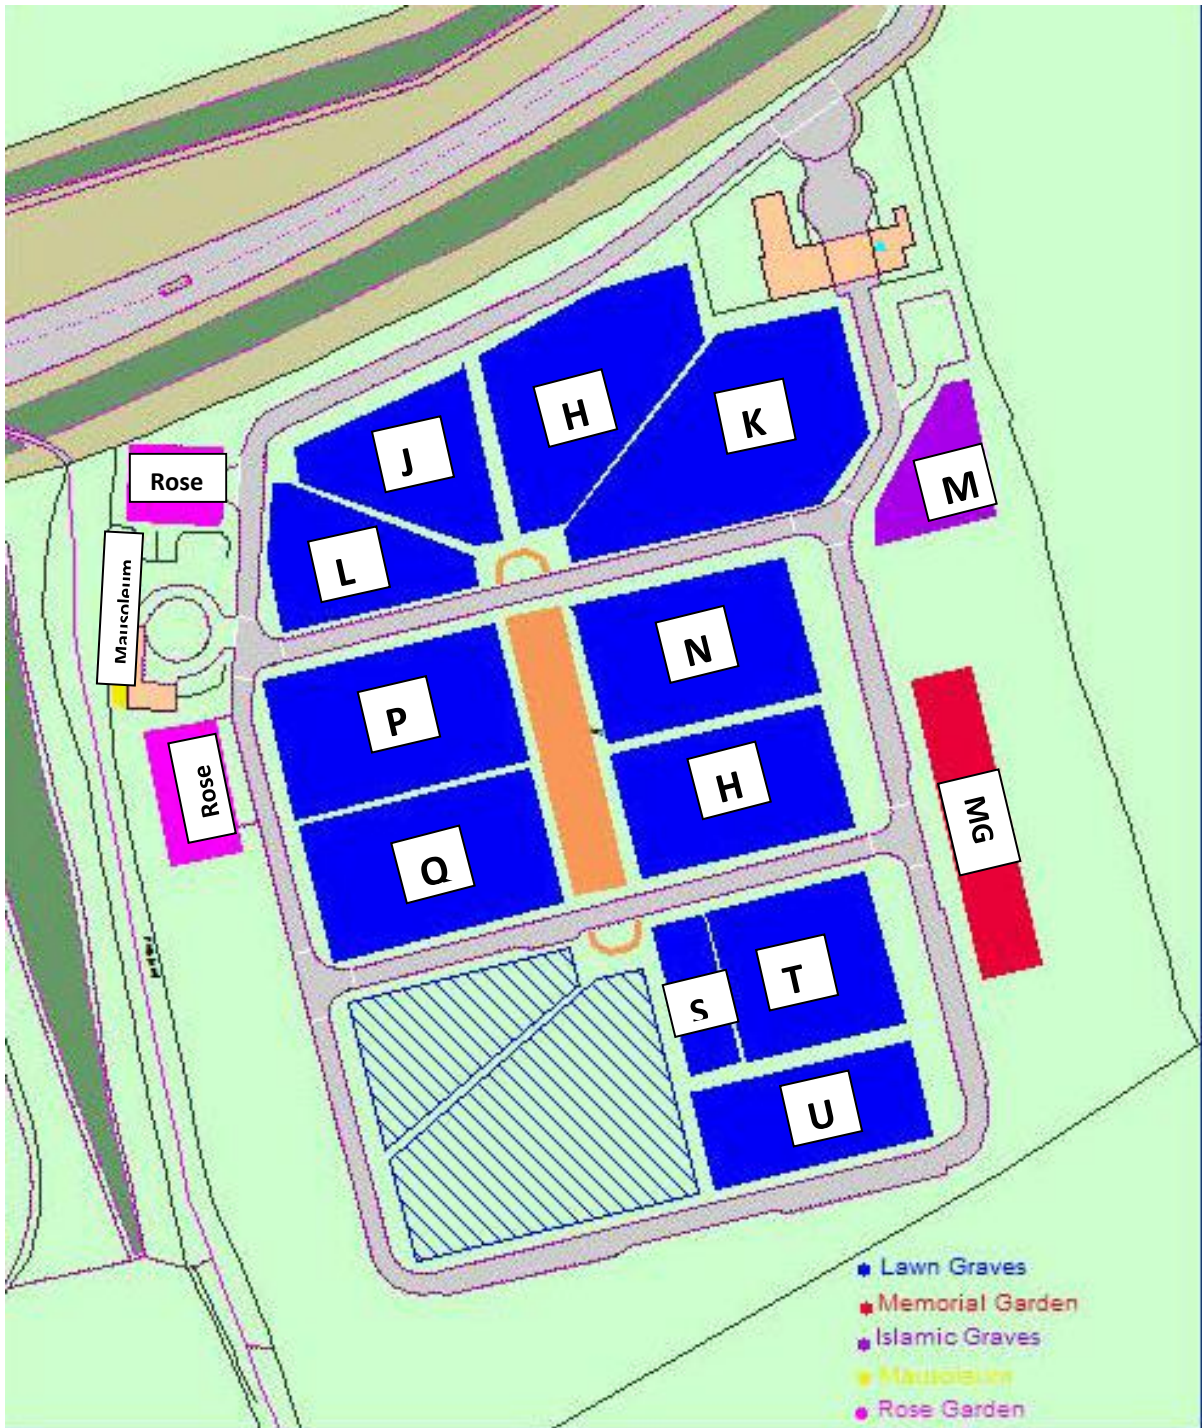 H
K
J
Rose
M
L
Mausoleum
N
P
Rose
H
MG
Q
T
S
U
Lawn Graves
Memorial Garden
Islamic Graves
Mausoleum
Rose Garden